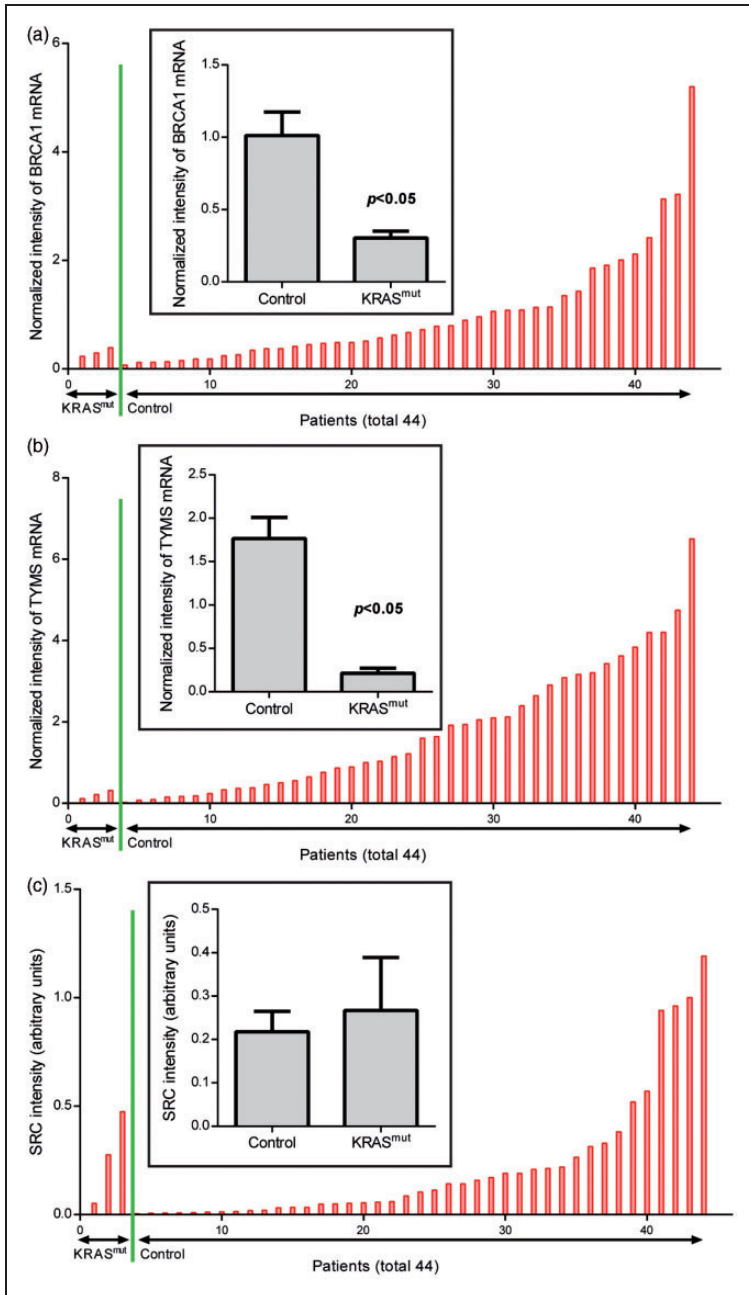 (a)
Normalized intensity of BRCA1 mRNA
6
4
2
0
Normalized intensity of BRCA1 mRNA
1.5
1.0
0.5
0.0
p<0.05
Control
KRASmut
0
10
20
30
40
KRASmut
Control
Patients (total 44)
(b)
Normalized intensity of TYMS mRNA
8
6
4
2
0
Normalized intensity of TYMS mRNA
2.5
2.0
1.5
1.0
0.5
0.0
p<0.05
Control
KRASmut
0
10
20
30
40
KRASmut
Control
Patients (total 44)
(c)
SRC intensity (arbitrary units)
1.5
1.0
0.5
0.0
SRC intensity (arbitrary units)
0.5
0.4
0.3
0.2
0.1
0.0
Control
KRASmut
0
10
20
30
40
KRASmut
Control
Patients (total 44)